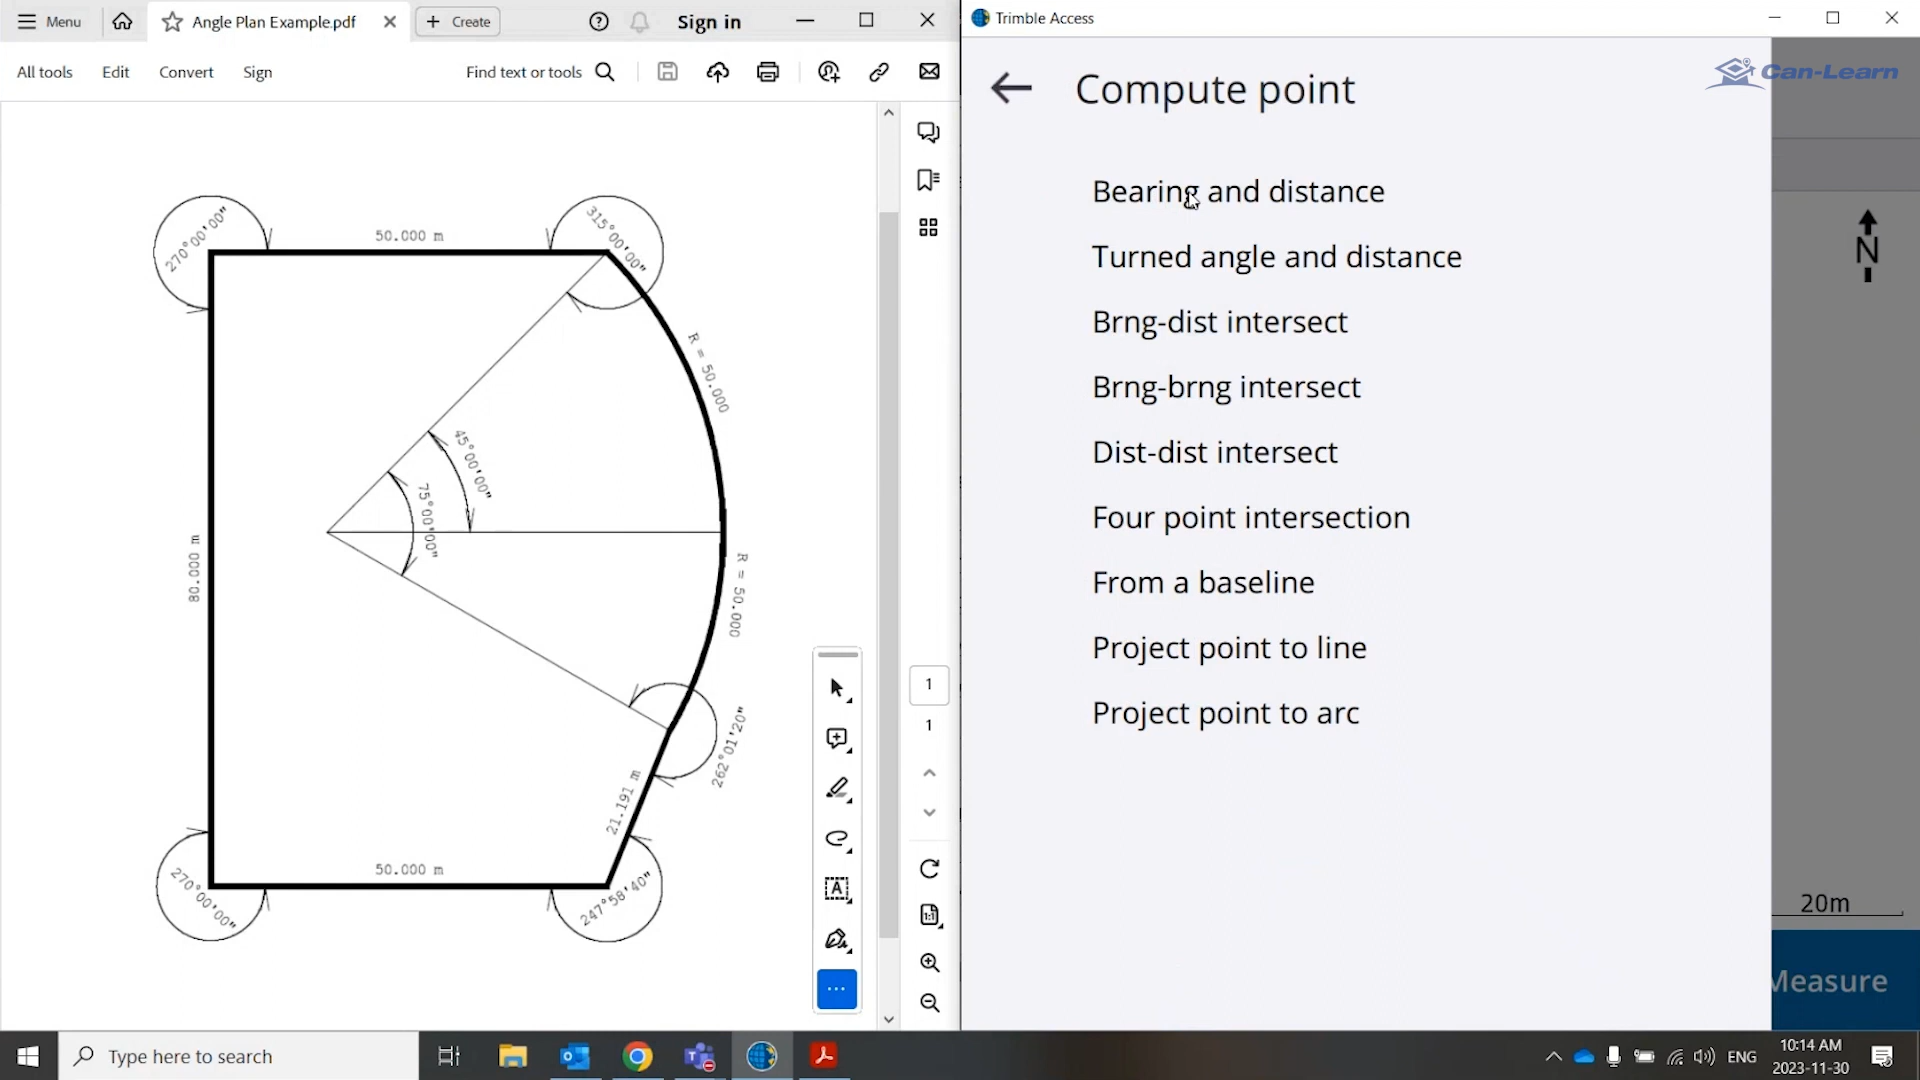 Menu
Angle Plan Example.pdf
Create
Sign in
All tools
Edit
Convert
Sign
Find text or tools
270°00'00"
50.000 m
315°00'00"
R = 50.000
45°00'00"
75°00'00"
80.000 m
R = 50.000
262°01'20"
21.191 m
50.000 m
270°00'00"
247°58'40"
1
1
Trimble Access
Compute point
Can-Learn
Bearing and distance
Turned angle and distance
Brng-dist intersect
Brng-brng intersect
Dist-dist intersect
Four point intersection
From a baseline
Project point to line
Project point to arc
N
20m
Measure
Type here to search
ENG
10:14 AM
2023-11-30